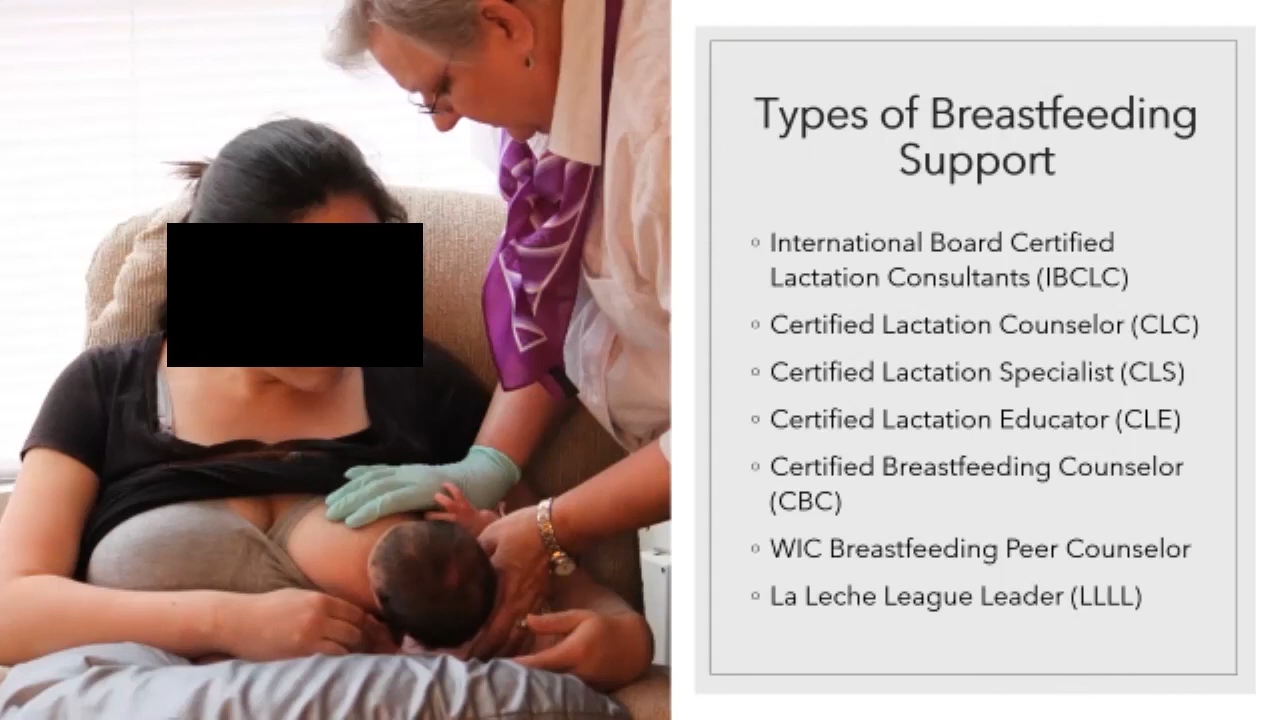 Types of Breastfeeding
Support
◦ International Board Certified
Lactation Consultants (IBCLC)
◦ Certified Lactation Counselor (CLC)
◦ Certified Lactation Specialist (CLS)
◦ Certified Lactation Educator (CLE)
◦ Certified Breastfeeding Counselor
(CBC)
◦ WIC Breastfeeding Peer Counselor
◦ La Leche League Leader (LLLL)